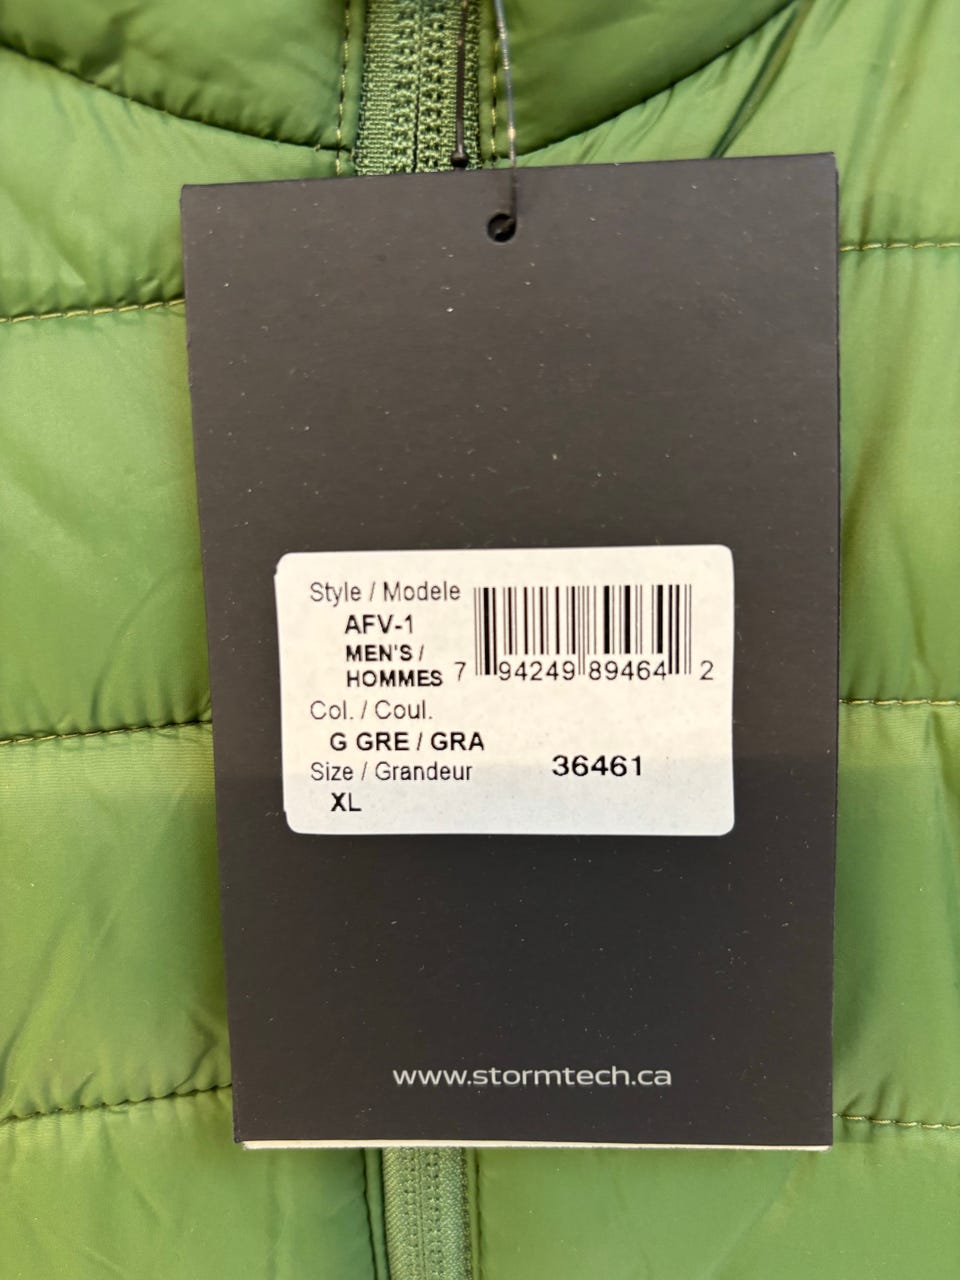 Style / Modele
AFV-1
MEN'S /
HOMMES
7 94249 89464 2
Col. / Coul.
G GRE / GRA
Size / Grandeur
36461
XL
www.stormtech.ca